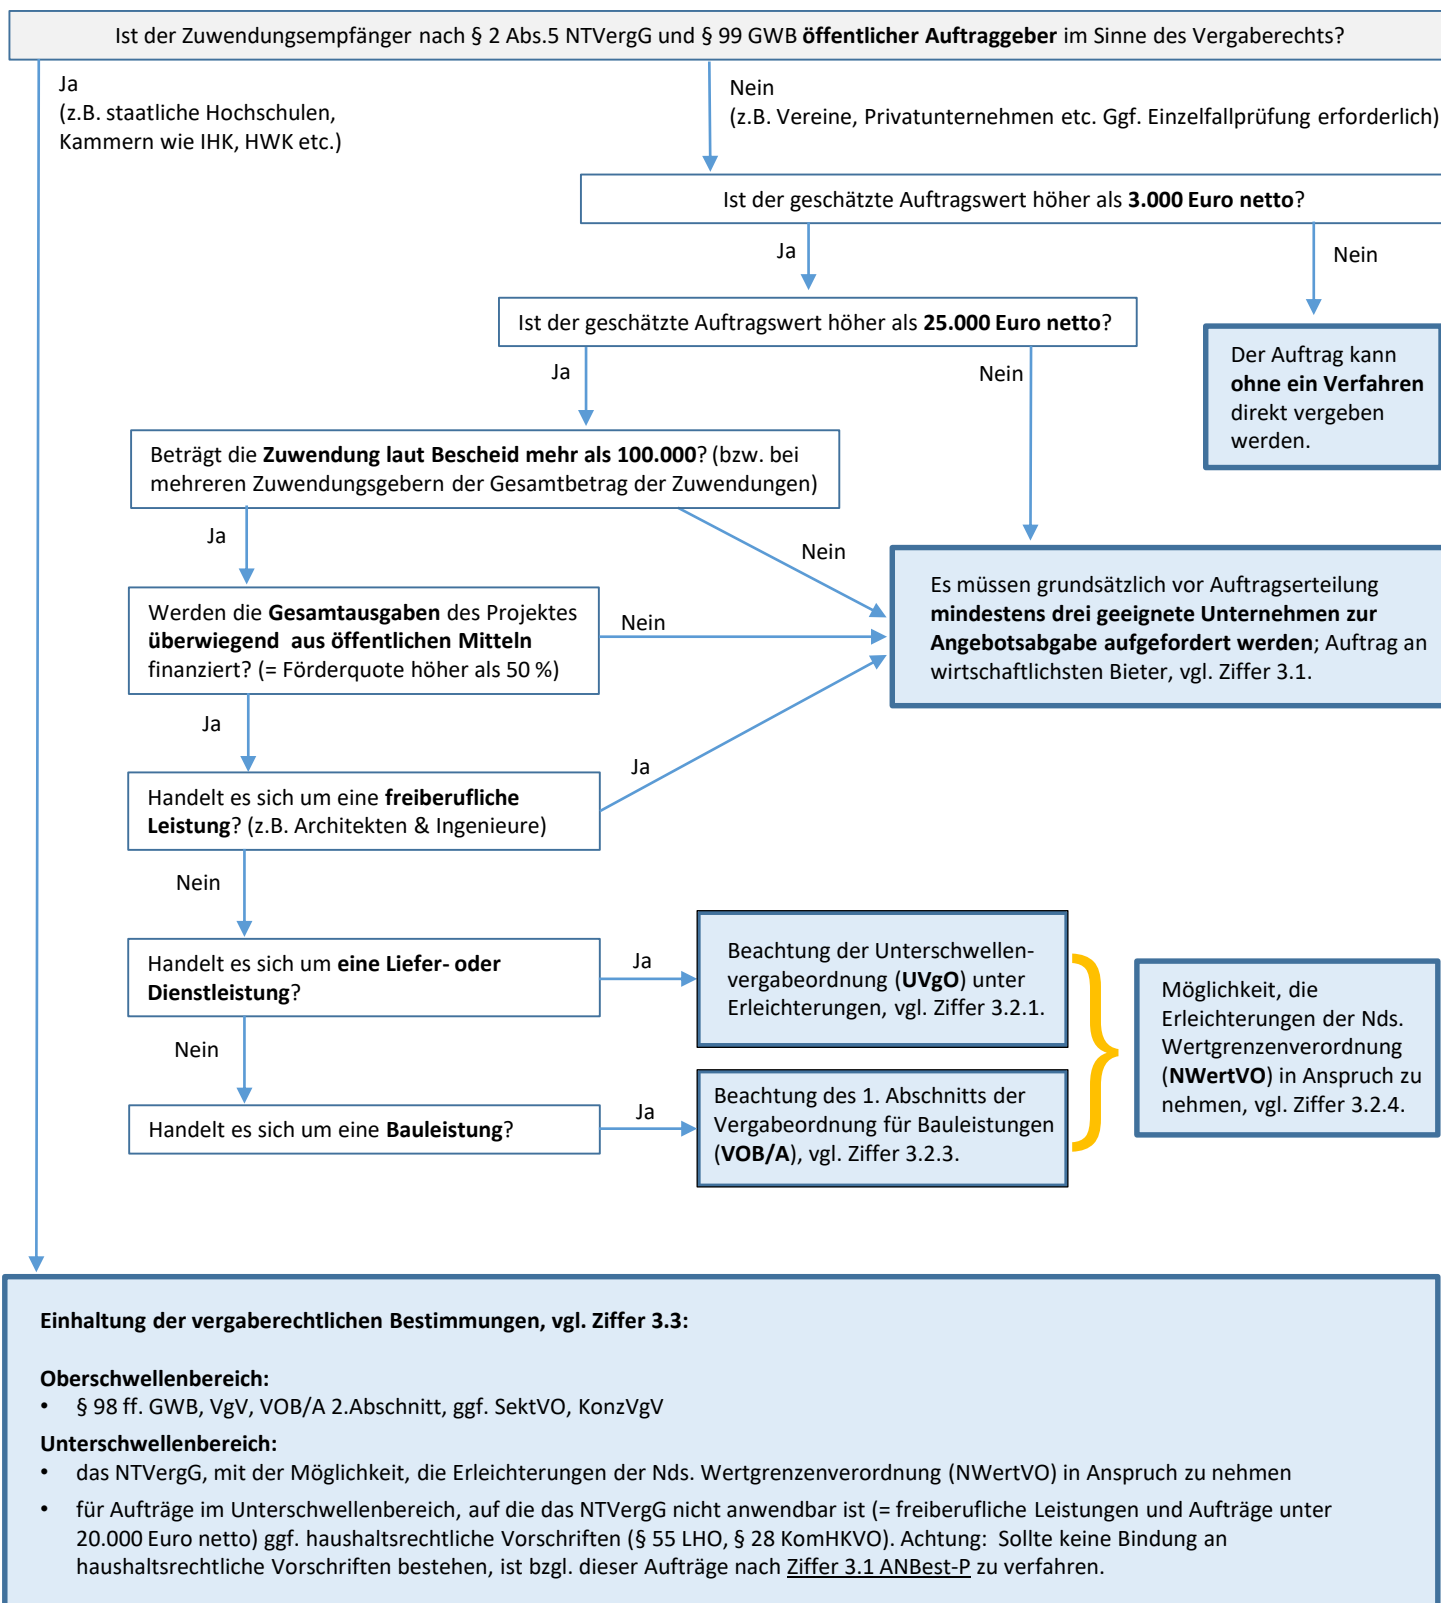 Ist der Zuwendungsempfänger nach § 2 Abs.5 NTVergG und § 99 GWB öffentlicher Auftraggeber im Sinne des Vergaberechts?
Ja
(z.B. staatliche Hochschulen,
Kammern wie IHK, HWK etc.)
Nein
(z.B. Vereine, Privatunternehmen etc. Ggf. Einzelfallprüfung erforderlich)
Ist der geschätzte Auftragswert höher als 3.000 Euro netto?
Ja
Nein
Ist der geschätzte Auftragswert höher als 25.000 Euro netto?
Der Auftrag kann
ohne ein Verfahren
direkt vergeben
werden.
Ja
Nein
Beträgt die Zuwendung laut Bescheid mehr als 100.000? (bzw. bei
mehreren Zuwendungsgebern der Gesamtbetrag der Zuwendungen)
Ja
Nein
Es müssen grundsätzlich vor Auftragserteilung
mindestens drei geeignete Unternehmen zur
Angebotsabgabe aufgefordert werden; Auftrag an
wirtschaftlichsten Bieter, vgl. Ziffer 3.1.
Werden die Gesamtausgaben des Projektes
überwiegend aus öffentlichen Mitteln
finanziert? (= Förderquote höher als 50 %)
Nein
Ja
Ja
Handelt es sich um eine freiberufliche
Leistung? (z.B. Architekten & Ingenieure)
Nein
Handelt es sich um eine Liefer- oder
Dienstleistung?
Ja
Beachtung der Unterschwellen-
vergabeordnung (UVgO) unter
Erleichterungen, vgl. Ziffer 3.2.1.
Möglichkeit, die
Erleichterungen der Nds.
Wertgrenzenverordnung
(NWertVO) in Anspruch zu
nehmen, vgl. Ziffer 3.2.4.
Nein
Handelt es sich um eine Bauleistung?
Ja
Beachtung des 1. Abschnitts der
Vergabeordnung für Bauleistungen
(VOB/A), vgl. Ziffer 3.2.3.
Einhaltung der vergaberechtlichen Bestimmungen, vgl. Ziffer 3.3:
Oberschwellenbereich:
• § 98 ff. GWB, VgV, VOB/A 2.Abschnitt, ggf. SektVO, KonzVgV
Unterschwellenbereich:
• das NTVergG, mit der Möglichkeit, die Erleichterungen der Nds. Wertgrenzenverordnung (NWertVO) in Anspruch zu nehmen
• für Aufträge im Unterschwellenbereich, auf die das NTVergG nicht anwendbar ist (= freiberufliche Leistungen und Aufträge unter
20.000 Euro netto) ggf. haushaltsrechtliche Vorschriften (§ 55 LHO, § 28 KomHKVO). Achtung: Sollte keine Bindung an
haushaltsrechtliche Vorschriften bestehen, ist bzgl. dieser Aufträge nach Ziffer 3.1 ANBest-P zu verfahren.